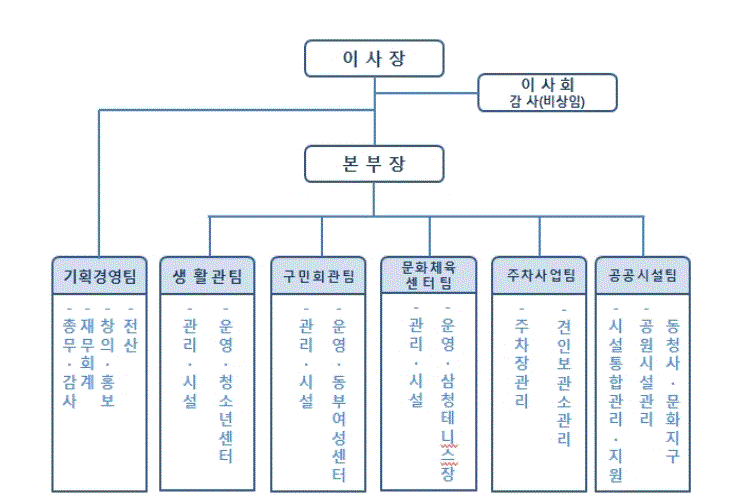 이 사 장
이 사 회
감 사(비상임)
본 부 장
기획경영팀
- 총무·감사
- 재무회계
- 창의·홍보
- 전산
생 활 관 팀
- 관리·시설
- 운영·청소년센터
구민회관팀
- 관리·시설
- 운영·동부여성센터
문화체육
센 터 팀
- 관리·시설
- 운영·삼청테니스장
주차사업팀
- 주차장관리
- 견인보관소관리
공공시설팀
- 시설통합관리·지원
- 공원시설관리
동청사·문화지구